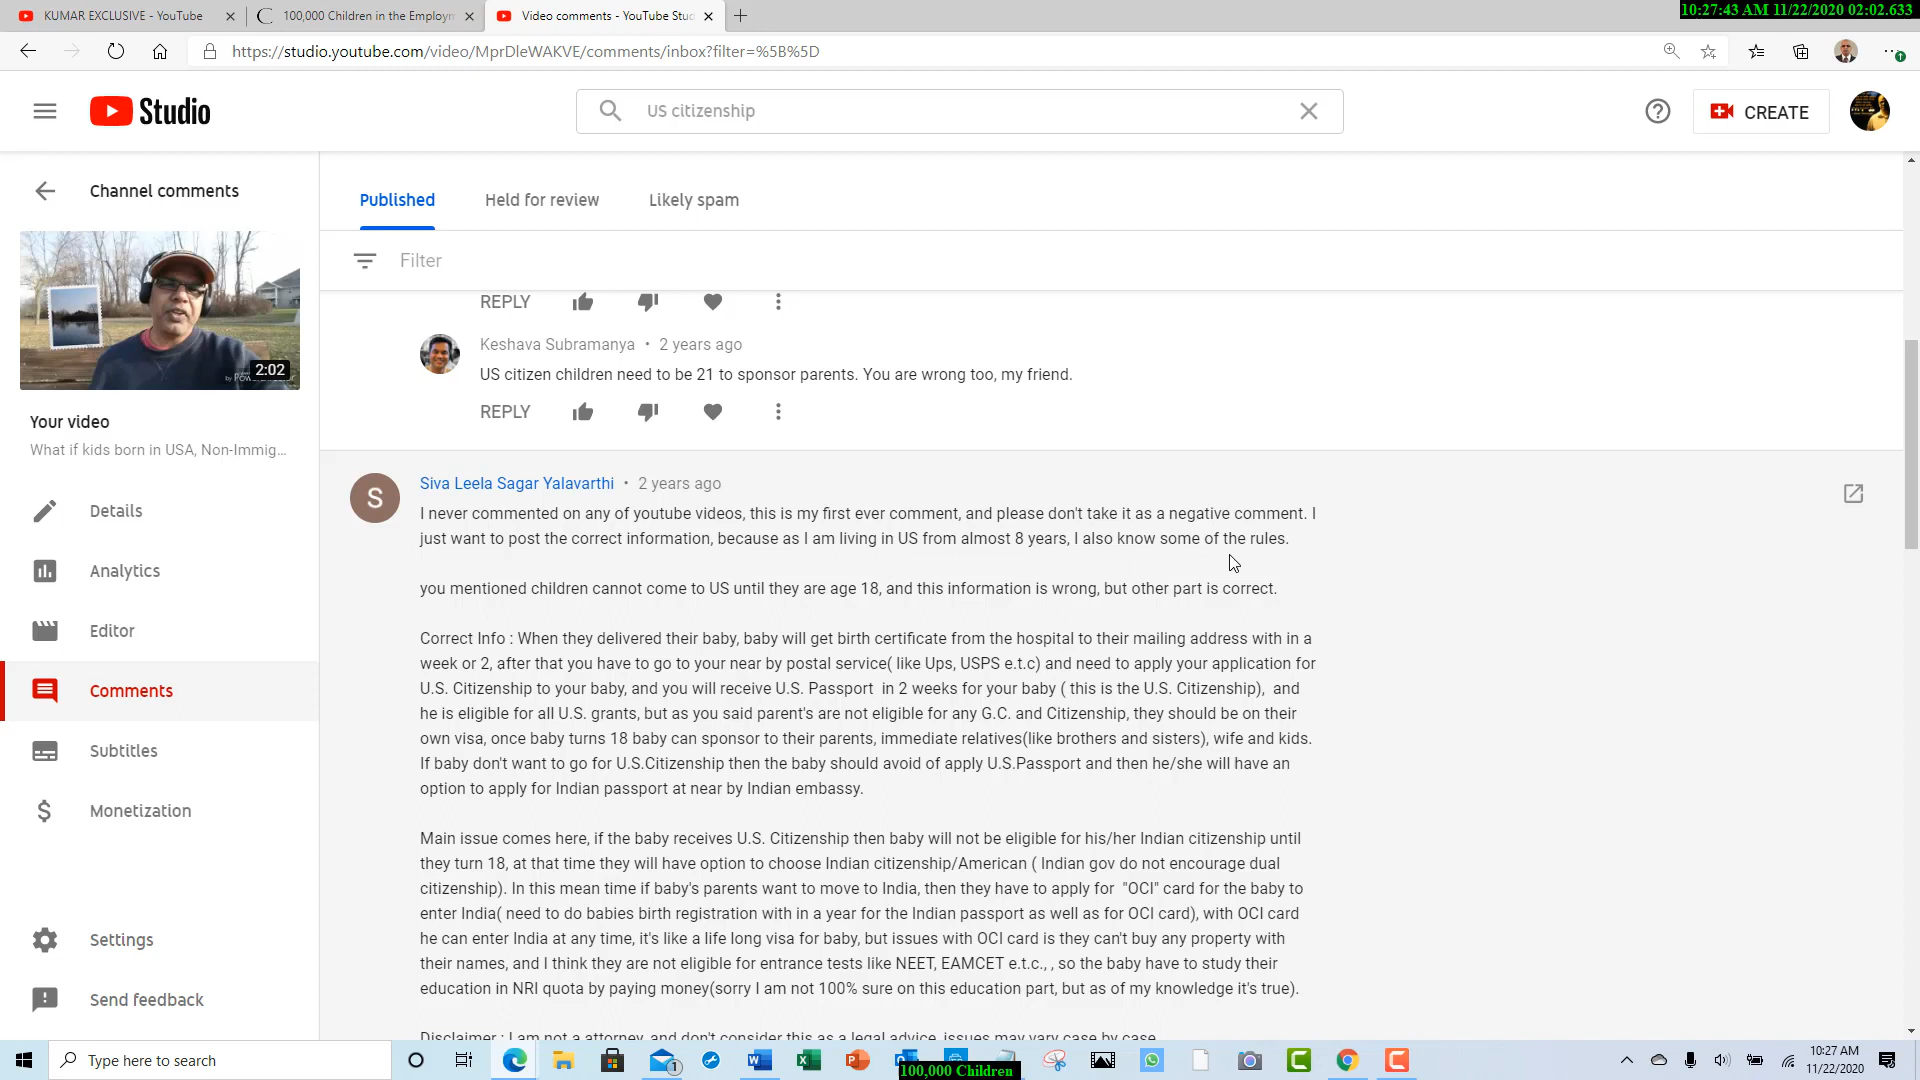 10:27:43 AM 11/22/2020 02:02.633
KUMAR EXCLUSIVE - YouTube
100,000 Children in the Employm
Video comments - YouTube Stu
https://studio.youtube.com/video/MprDleWAKVE/comments/inbox?filter=%5B%5D
Studio
US citizenship
CREATE
Channel comments
Published
Held for review
Likely spam
Filter
2:02
Your video
What if kids born in USA, Non-Immig...
Details
Analytics
Editor
Comments
Subtitles
Monetization
Settings
Send feedback
REPLY
Keshava Subramanya • 2 years ago
US citizen children need to be 21 to sponsor parents. You are wrong too, my friend.
REPLY
S
Siva Leela Sagar Yalavarthi • 2 years ago
I never commented on any of youtube videos, this is my first ever comment, and please don't take it as a negative comment. I
just want to post the correct information, because as I am living in US from almost 8 years, I also know some of the rules.
you mentioned children cannot come to US until they are age 18, and this information is wrong, but other part is correct.
Correct Info : When they delivered their baby, baby will get birth certificate from the hospital to their mailing address with in a
week or 2, after that you have to go to your near by postal service( like Ups, USPS e.t.c) and need to apply your application for
U.S. Citizenship to your baby, and you will receive U.S. Passport in 2 weeks for your baby ( this is the U.S. Citizenship), and
he is eligible for all U.S. grants, but as you said parent's are not eligible for any G.C. and Citizenship, they should be on their
own visa, once baby turns 18 baby can sponsor to their parents, immediate relatives(like brothers and sisters), wife and kids.
If baby don't want to go for U.S.Citizenship then the baby should avoid of apply U.S.Passport and then he/she will have an
option to apply for Indian passport at near by Indian embassy.
Main issue comes here, if the baby receives U.S. Citizenship then baby will not be eligible for his/her Indian citizenship until
they turn 18, at that time they will have option to choose Indian citizenship/American ( Indian gov do not encourage dual
citizenship). In this mean time if baby's parents want to move to India, then they have to apply for "OCI" card for the baby to
enter India( need to do babies birth registration with in a year for the Indian passport as well as for OCI card), with OCI card
he can enter India at any time, it's like a life long visa for baby, but issues with OCI card is they can't buy any property with
their names, and I think they are not eligible for entrance tests like NEET, EAMCET e.t.c., , so the baby have to study their
education in NRI quota by paying money(sorry I am not 100% sure on this education part, but as of my knowledge it's true).
Disclaimer : I am not a attorney, and don't consider this as a legal advice, issues may vary case by case
Type here to search
1
100,000 Children
10:27 AM
11/22/2020